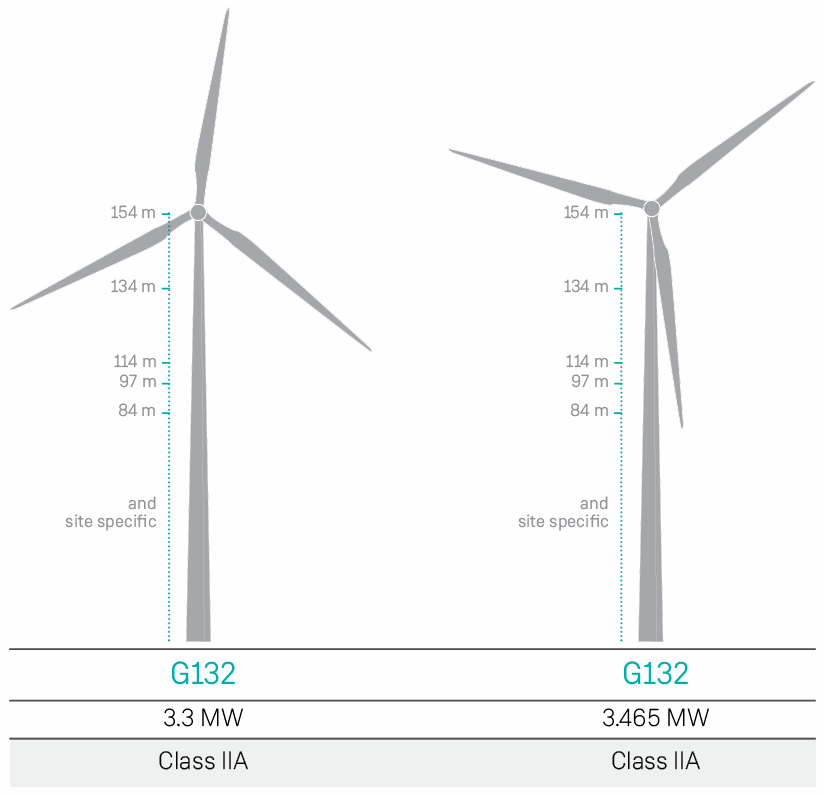 154 m
134 m
114 m
97 m
84 m
and
site specific
154 m
134 m
114 m
97 m
84 m
and
site specific
G132
G132
3.3 MW
3.465 MW
Class IIA
Class IIA